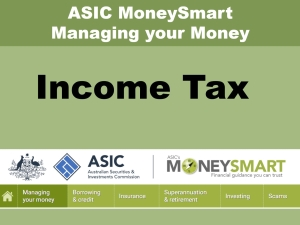 ASIC MoneySmart
Managing your Money
Income Tax
ASIC
Australian Securities &
Investments Commission
ASIC's
MONEYSMART
Financial guidance you can trust
Managing
your money
Borrowing
& credit
Insurance
Superannuation
& retirement
Investing
Scams